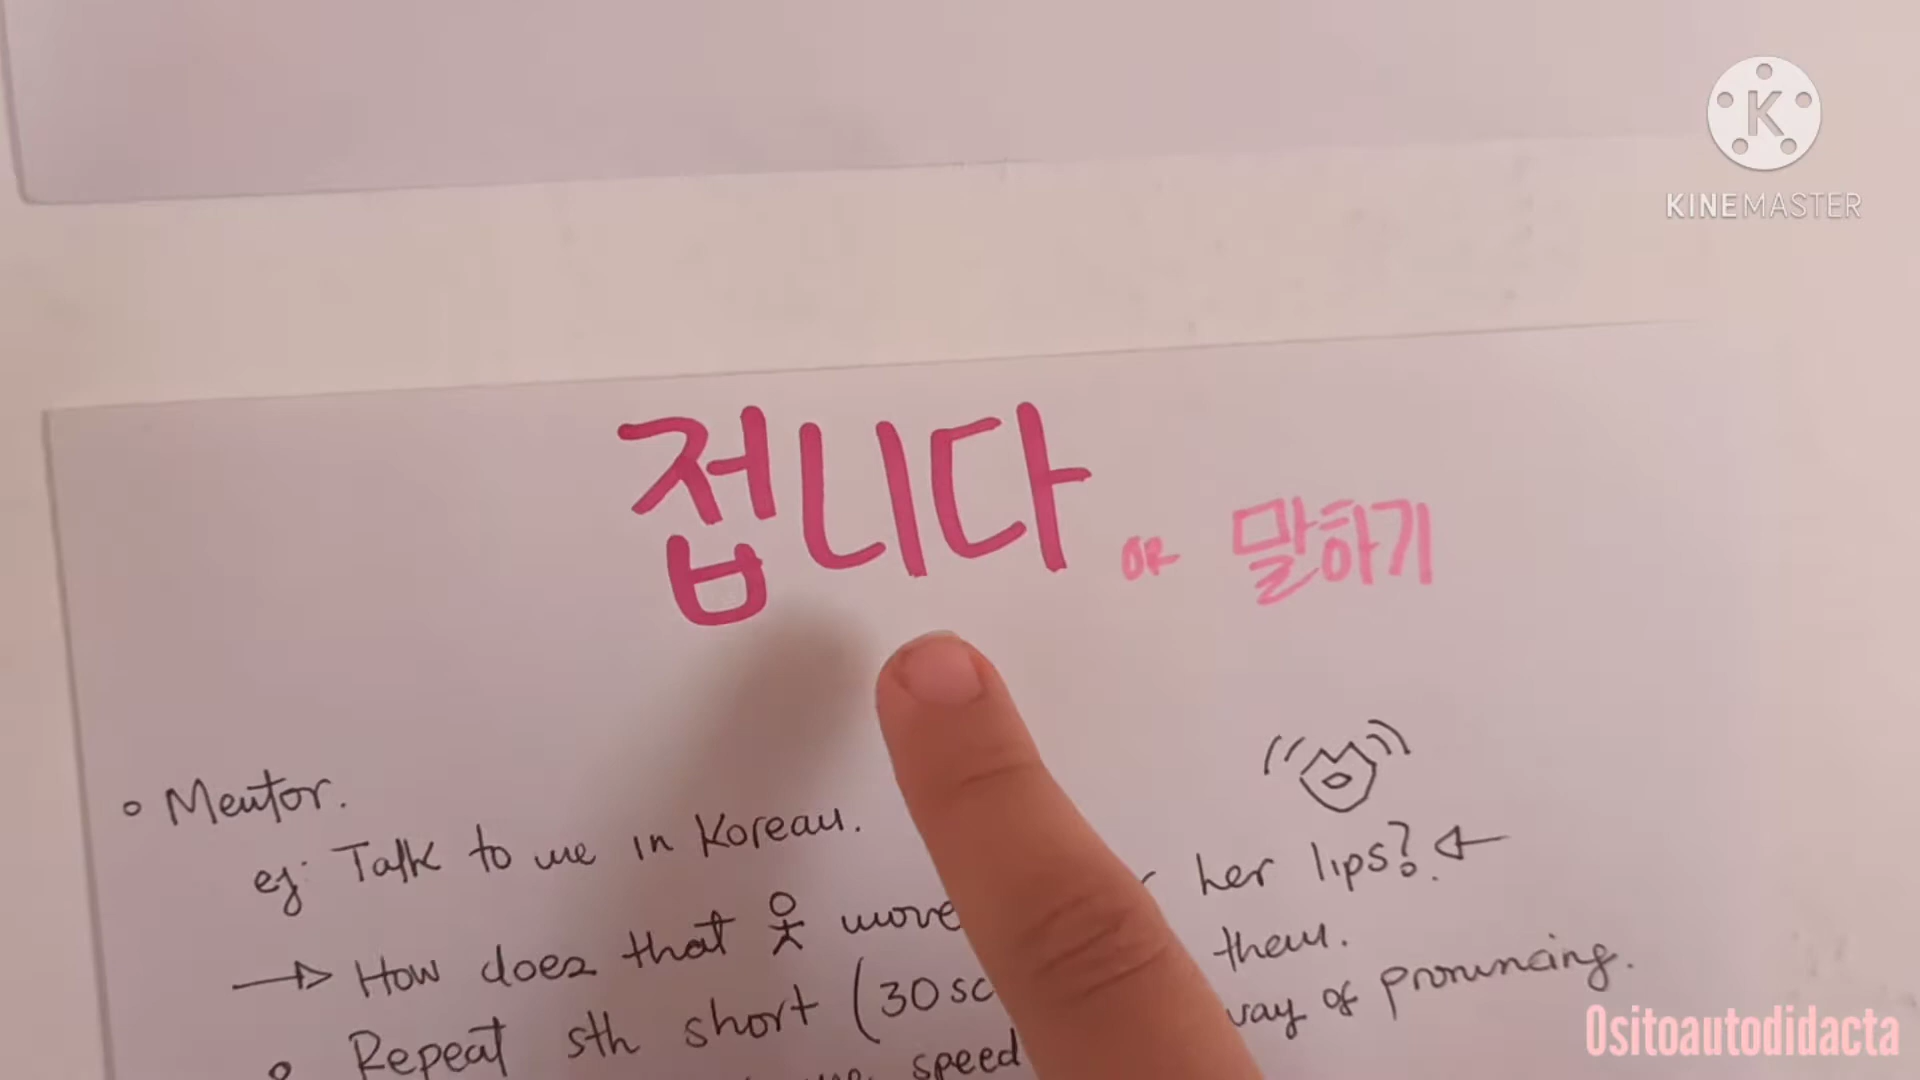 KINEMASTER
접니다 OR 말하기
Mentor.
eg: Talk to me in Korean.
How does that move her lips?
them.
Repeat sth short (30 way of pronuncing.
speed
Ositoautodidacta